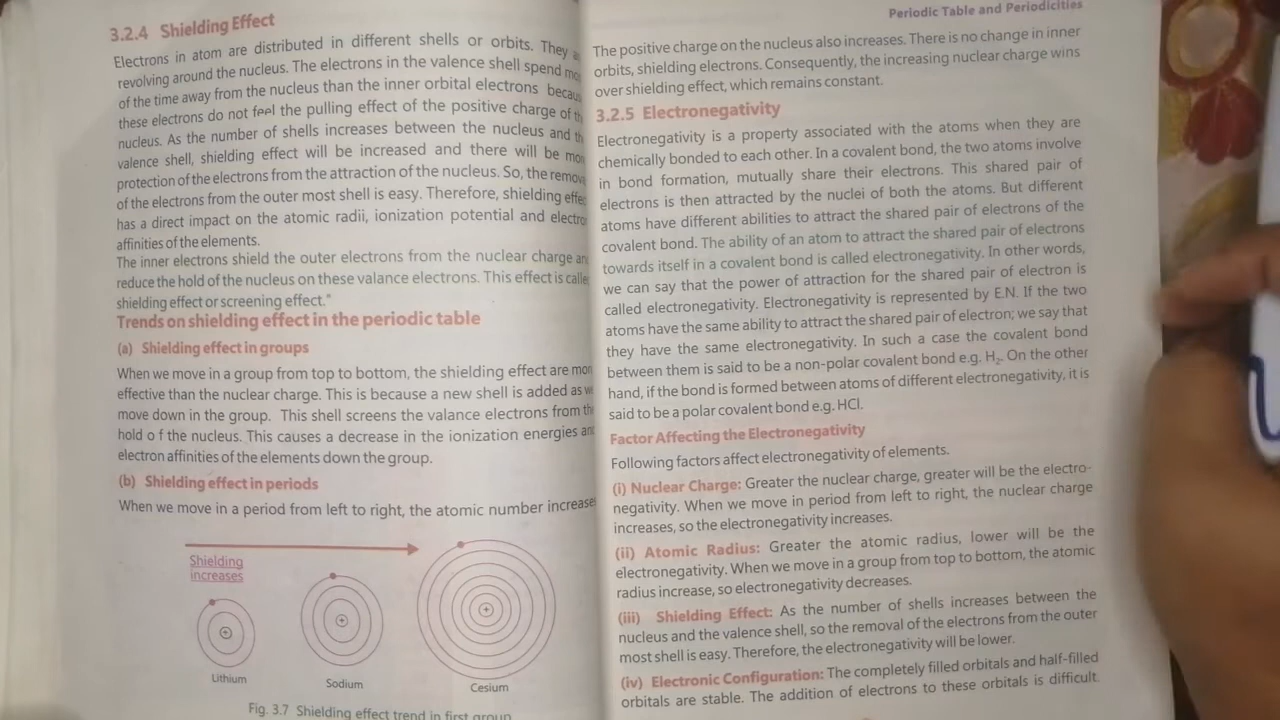 3.2.4 Shielding Effect
Electrons in atom are distributed in different shells or orbits. They
revolving around the nucleus. The electrons in the valence shell spend
of the time away from the nucleus than the inner orbital electrons
these electrons do not feel the pulling effect of the positive charge of
nucleus. As the number of shells increases between the nucleus and
valence shell, shielding effect will be increased and there will be
protection of the electrons from the attraction of the nucleus. So, the
of the electrons from the outer most shell is easy. Therefore, shielding
has a direct impact on the atomic radii, ionization potential and
affinities of the elements.
The inner electrons shield the outer electrons from the nuclear charge
reduce the hold of the nucleus on these valance electrons. This effect is
shielding effect or screening effect."
Trends on shielding effect in the periodic table
(a) Shielding effect in groups
When we move in a group from top to bottom, the shielding effect are
effective than the nuclear charge. This is because a new shell is added as
move down in the group. This shell screens the valance electrons from
hold o f the nucleus. This causes a decrease in the ionization energies
electron affinities of the elements down the group.
(b) Shielding effect in periods
When we move in a period from left to right, the atomic number increase
Shielding
increases
Lithium
Sodium
Cesium
Fig. 3.7 Shielding effect trend in first group
Periodic Table and Periodicities
The positive charge on the nucleus also increases. There is no change in inner
orbits, shielding electrons. Consequently, the increasing nuclear charge wins
over shielding effect, which remains constant.
3.2.5 Electronegativity
Electronegativity is a property associated with the atoms when they are
chemically bonded to each other. In a covalent bond, the two atoms involve
in bond formation, mutually share their electrons. This shared pair of
electrons is then attracted by the nuclei of both the atoms. But different
atoms have different abilities to attract the shared pair of electrons of the
covalent bond. The ability of an atom to attract the shared pair of electrons
towards itself in a covalent bond is called electronegativity. In other words,
we can say that the power of attraction for the shared pair of electron is
called electronegativity. Electronegativity is represented by E.N. If the two
atoms have the same ability to attract the shared pair of electron; we say that
they have the same electronegativity. In such a case the covalent bond
between them is said to be a non-polar covalent bond e.g. H₂. On the other
hand, if the bond is formed between atoms of different electronegativity, it is
said to be a polar covalent bond e.g. HCl.
Factor Affecting the Electronegativity
Following factors affect electronegativity of elements.
(i) Nuclear Charge: Greater the nuclear charge, greater will be the electro-
negativity. When we move in period from left to right, the nuclear charge
increases, so the electronegativity increases.
(ii) Atomic Radius: Greater the atomic radius, lower will be the
electronegativity. When we move in a group from top to bottom, the atomic
radius increase, so electronegativity decreases.
(iii) Shielding Effect: As the number of shells increases between the
nucleus and the valence shell, so the removal of the electrons from the outer
most shell is easy. Therefore, the electronegativity will be lower.
(iv) Electronic Configuration: The completely filled orbitals and half-filled
orbitals are stable. The addition of electrons to these orbitals is difficult